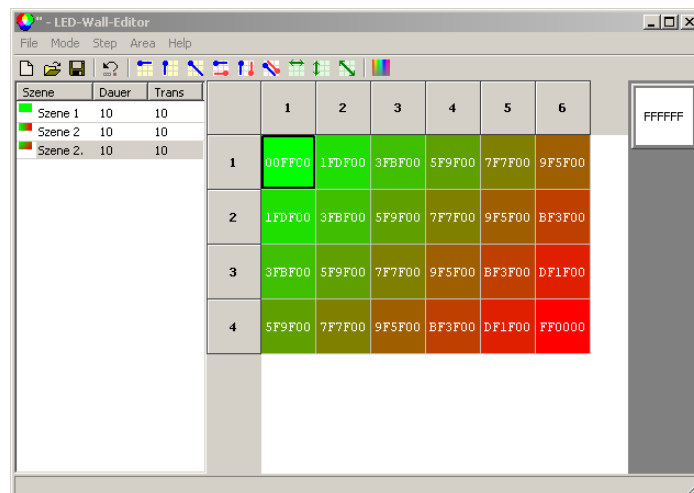 " - LED-Wall-Editor
File Mode Step Area Help
Szene Dauer Trans
Szene 1 10 10
Szene 2 10 10
Szene 2. 10 10
1 2 3 4 5 6
1 00FF00 1FDF00 3FBF00 5F9F00 7F7F00 9F5F00
2 1FDF00 3FBF00 5F9F00 7F7F00 9F5F00 BF3F00
3 3FBF00 5F9F00 7F7F00 9F5F00 BF3F00 DF1F00
4 5F9F00 7F7F00 9F5F00 BF3F00 DF1F00 FF0000
FFFFFF